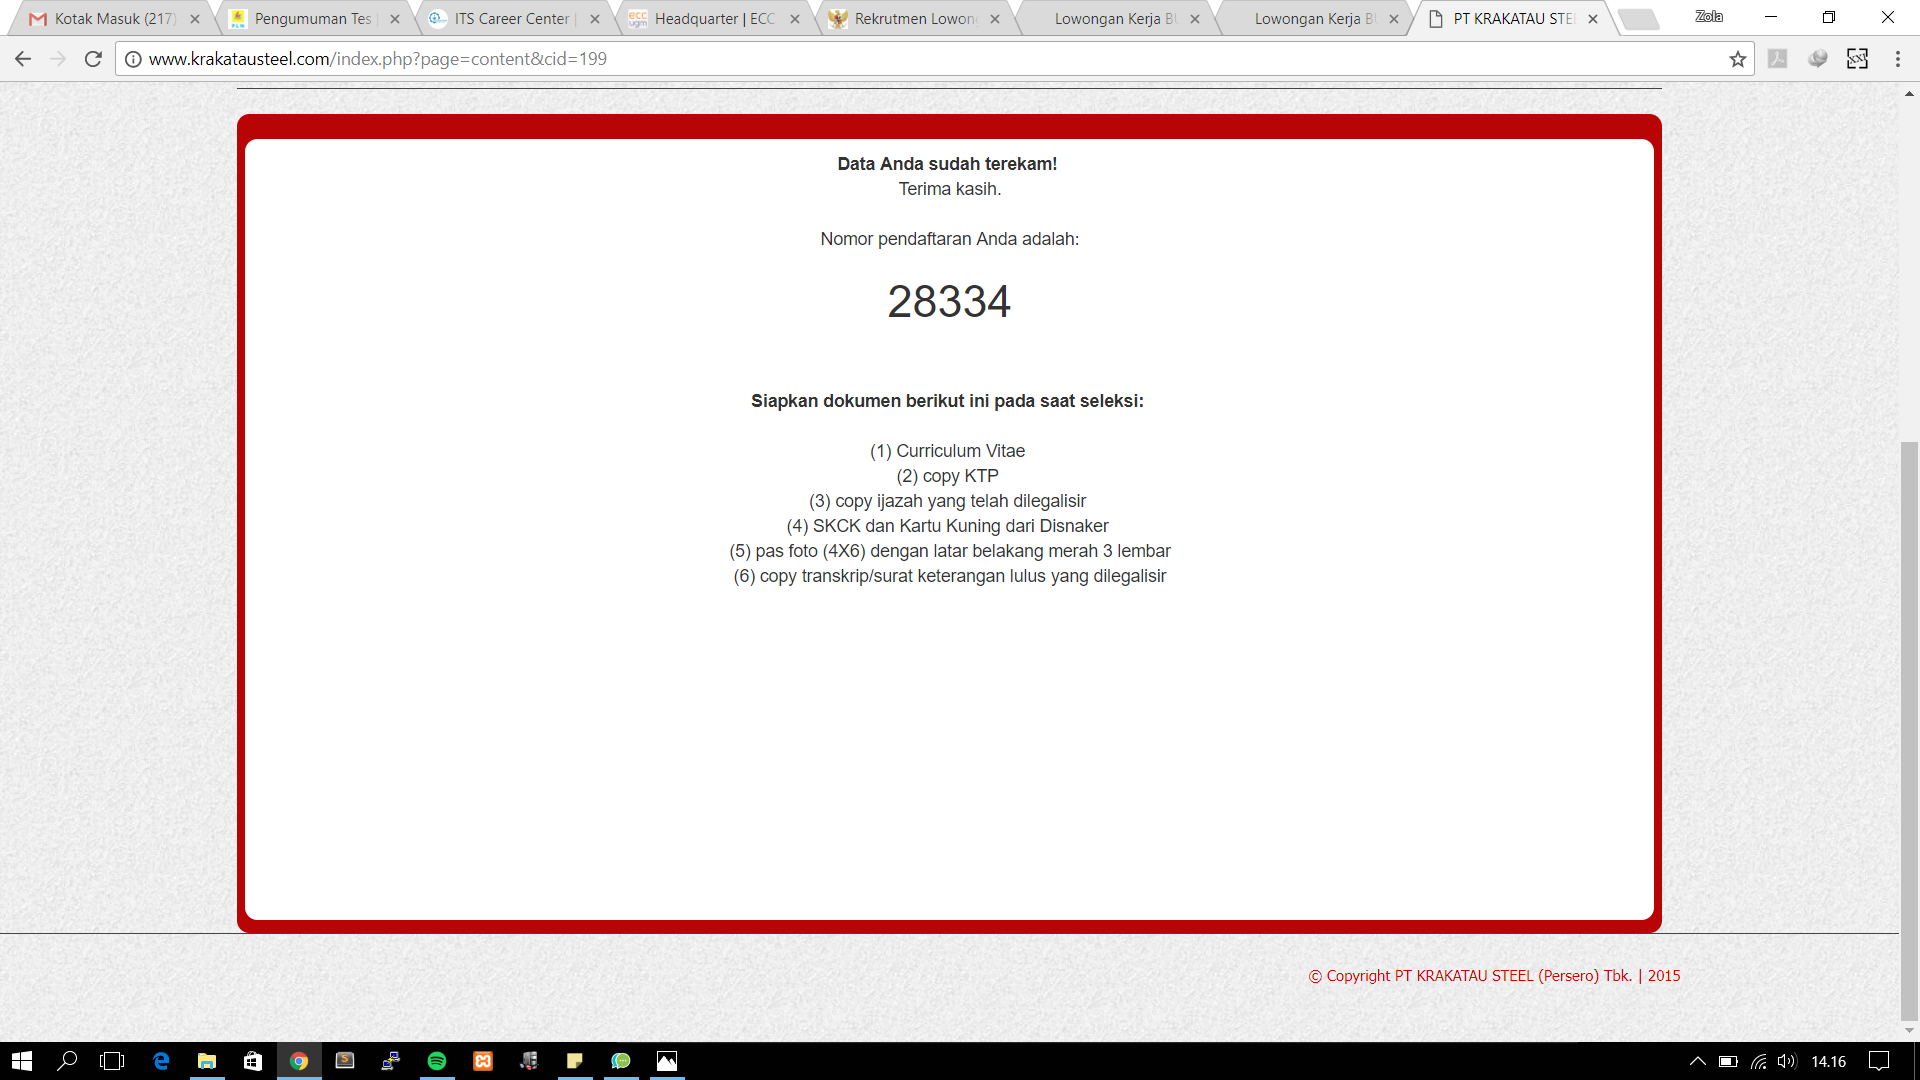 Kotak Masuk (217)
Pengumuman Tes
ITS Career Center |
Headquarter | ECC
Rekrutmen Lowon
Lowongan Kerja B
Lowongan Kerja B
PT KRAKATAU STE
Zola
www.krakatausteel.com/index.php?page=content&cid=199
Data Anda sudah terekam!
Terima kasih.
Nomor pendaftaran Anda adalah:
28334
Siapkan dokumen berikut ini pada saat seleksi:
(1) Curriculum Vitae
(2) copy KTP
(3) copy ijazah yang telah dilegalisir
(4) SKCK dan Kartu Kuning dari Disnaker
(5) pas foto (4X6) dengan latar belakang merah 3 lembar
(6) copy transkrip/surat keterangan lulus yang dilegalisir
© Copyright PT KRAKATAU STEEL (Persero) Tbk. | 2015
14.16